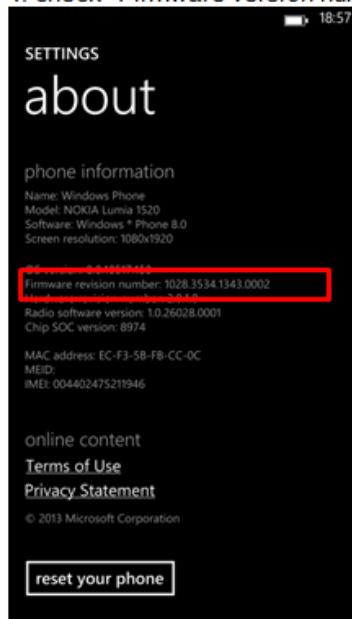 18:57
SETTINGS
about
phone information
Name: Windows Phone
Model: NOKIA Lumia 1520
Software: Windows * Phone 8.0
Screen resolution: 1080x1920
Firmware revision number: 1028.3534.1343.0002
Radio software version: 1.0.26028.0001
Chip SOC version: 8974
MAC address: EC-F3-5B-FB-CC-0C
MEID:
IMEI: 004402475211946
online content
Terms of Use
Privacy Statement
© 2013 Microsoft Corporation
reset your phone